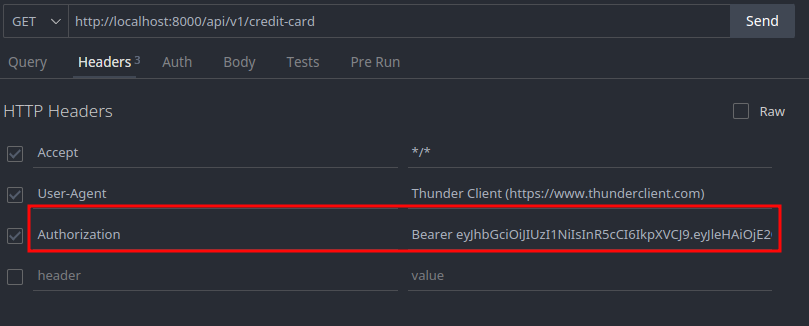 GET http://localhost:8000/api/v1/credit-card Send
Query Headers 3 Auth Body Tests Pre Run
HTTP Headers Raw
Accept */*
User-Agent Thunder Client (https://www.thunderclient.com)
Authorization Bearer eyJhbGciOiJIUzI1NiIsInR5cCI6IkpXVCJ9.eyJleHAiOjE2
header value